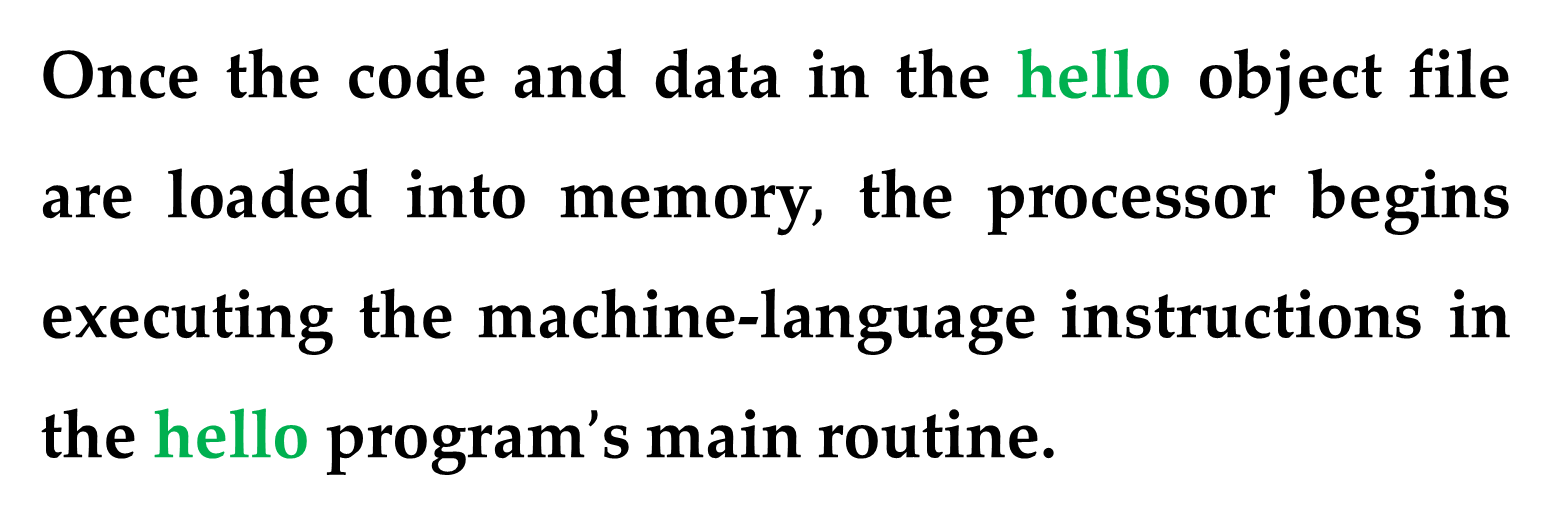 Once the code and data in the hello object file
are loaded into memory, the processor begins
executing the machine-language instructions in
the hello program’s main routine.